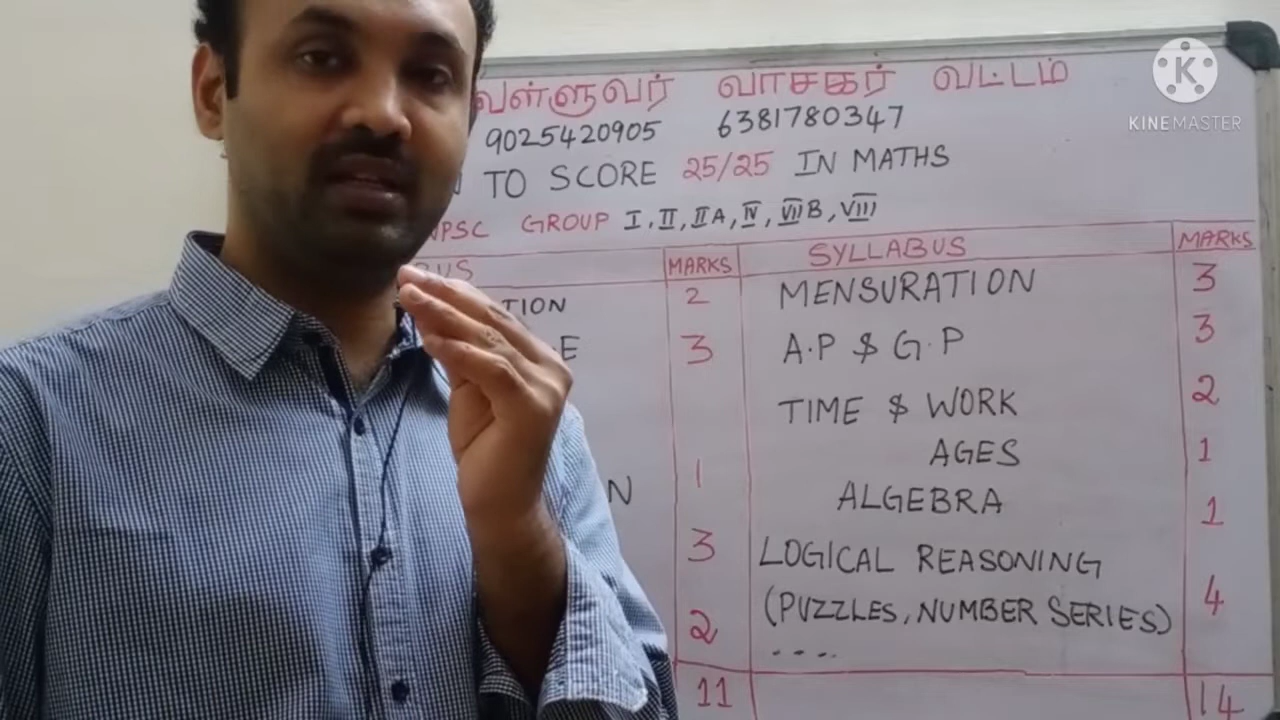 வள்ளுவர் வாசகர் வட்டம்
9025420905 6381780347
TO SCORE 25/25 IN MATHS
GROUP I, II, IIA, IV, VIIB, VIII
MARKS SYLLABUS MARKS
2 MENSURATION 3
3 A.P & G.P 3
TIME & WORK 2
AGES 1
1 ALGEBRA 1
3 LOGICAL REASONING
(PUZZLES, NUMBER SERIES) 4
2 ....
11 14
KINEMASTER